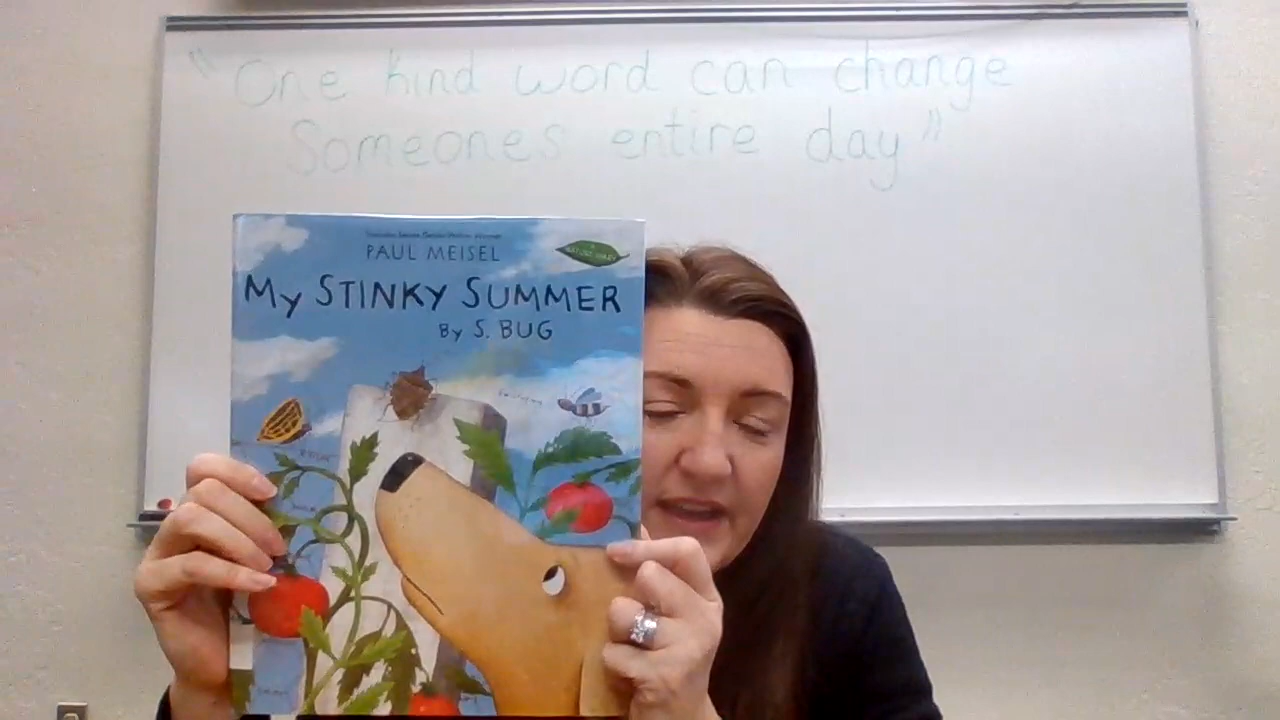 "One kind word can change
Someones entire day"
PAUL MEISEL
MY STINKY SUMMER
By S. BUG